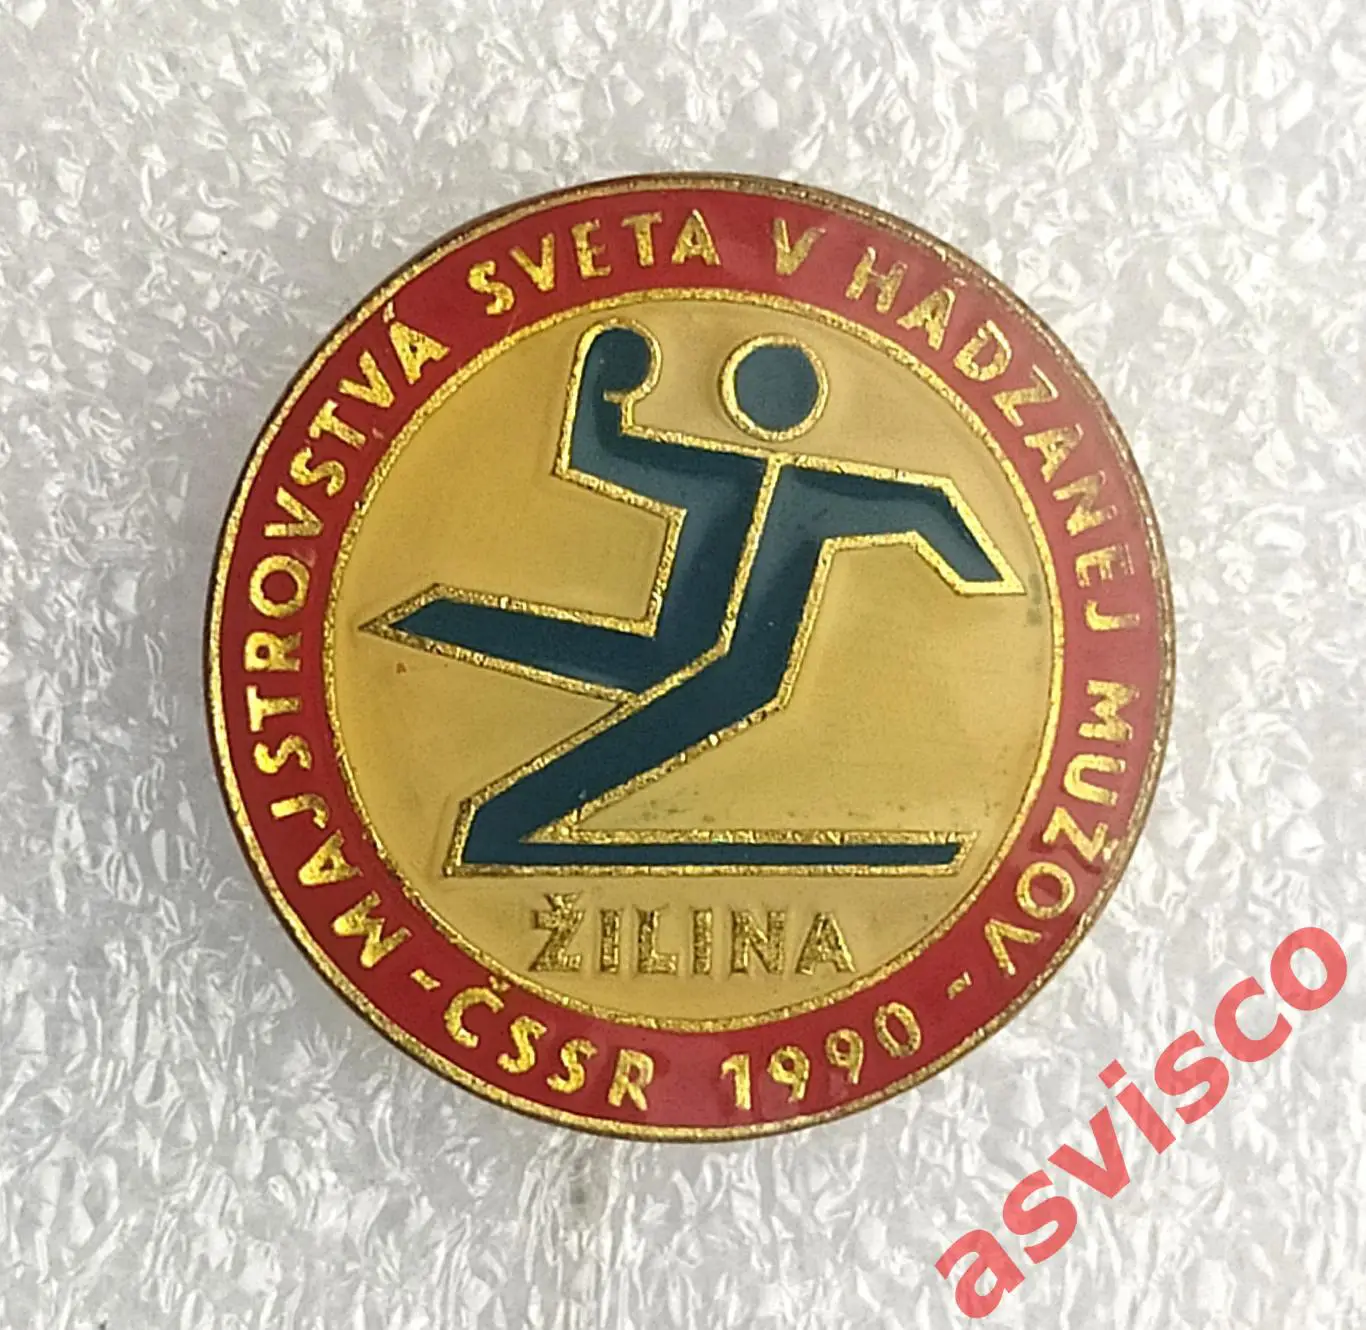 MAJSTROVSTVÁ SVETA V HÁDZANEJ MUŽOV -
ČSSR 1990 -
ŽILINA
asvisco